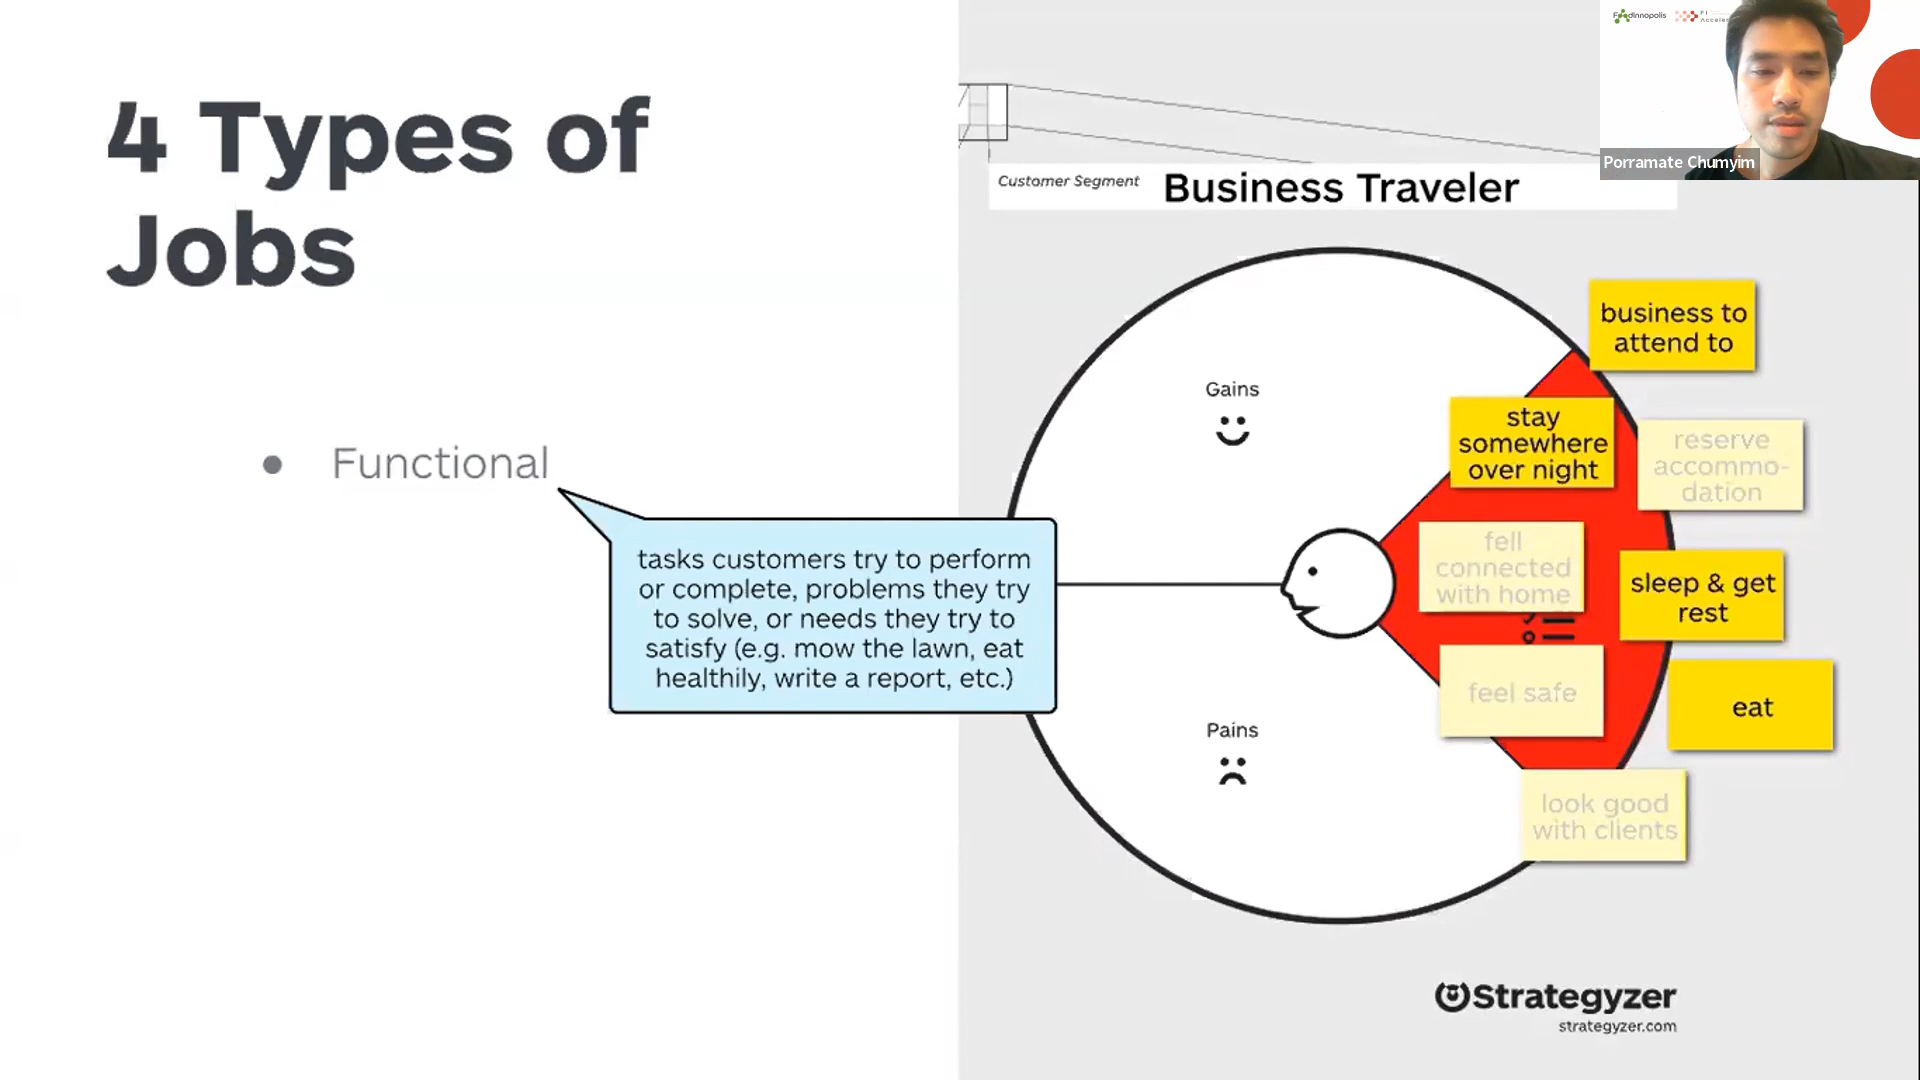 4 Types of
Jobs
Functional
tasks customers try to perform
or complete, problems they try
to solve, or needs they try to
satisfy (e.g. mow the lawn, eat
healthily, write a report, etc.)
Customer Segment
Business Traveler
Gains
Pains
business to
attend to
stay
somewhere
over night
reserve
accommo-
dation
fell
connected
with home
sleep & get
rest
feel safe
eat
look good
with clients
Strategyzer
strategyzer.com
FoodInnopolis
FI
Porramate Chumyim